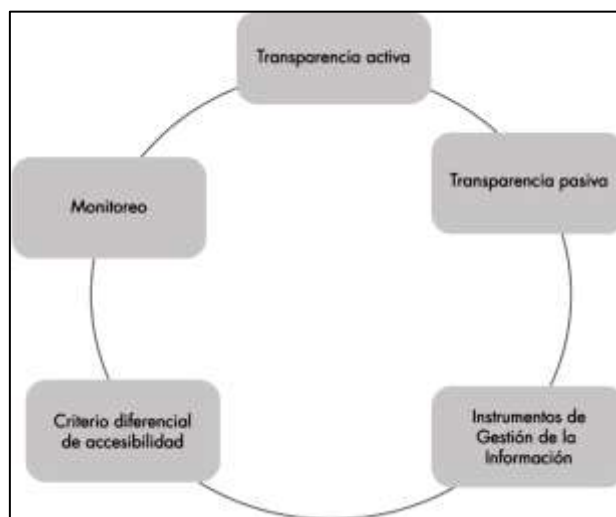 Transparencia activa
Transparencia pasiva
Instrumentos de
Gestión de la
Información
Criterio diferencial
de accesibilidad
Monitoreo